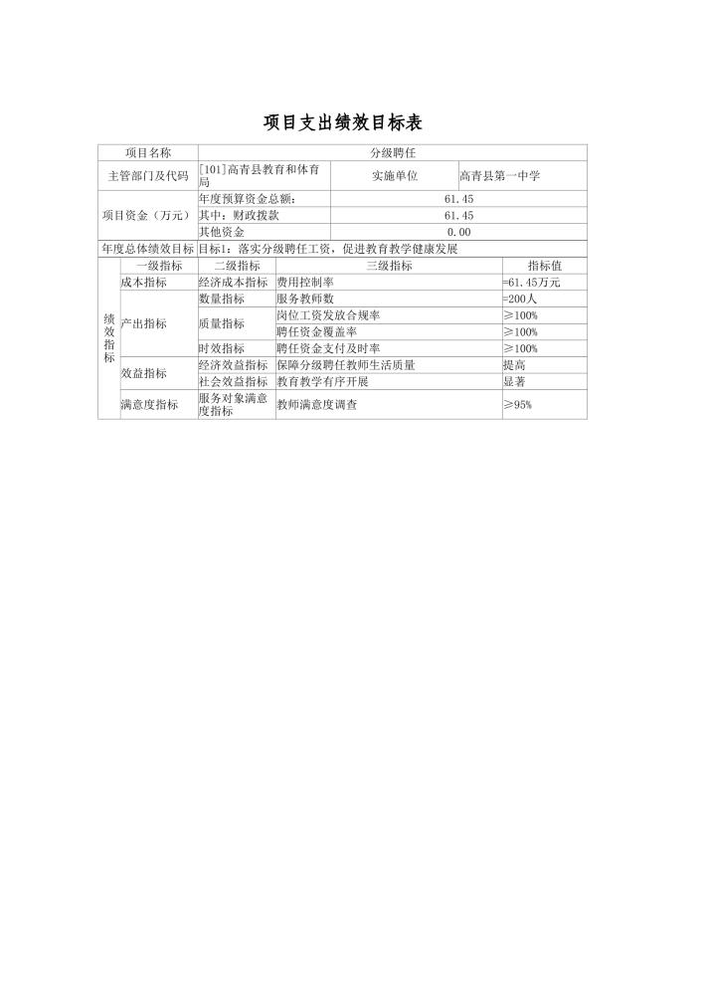 项目支出绩效目标表
项目名称 分级聘任
主管部门及代码 [101]高青县教育和体育局 实施单位 高青县第一中学
项目资金（万元） 年度预算资金总额： 61.45
其中：财政拨款 61.45
其他资金 0.00
年度总体绩效目标 目标1：落实分级聘任工资，促进教育教学健康发展
绩效指标 一级指标 二级指标 三级指标 指标值
成本指标 经济成本指标 费用控制率 =61.45万元
产出指标 数量指标 服务教师数 =200人
质量指标 岗位工资发放合规率 ≥100%
聘任资金覆盖率 ≥100%
时效指标 聘任资金支付及时率 ≥100%
效益指标 经济效益指标 保障分级聘任教师生活质量 提高
社会效益指标 教育教学有序开展 显著
满意度指标 服务对象满意度指标 教师满意度调查 ≥95%